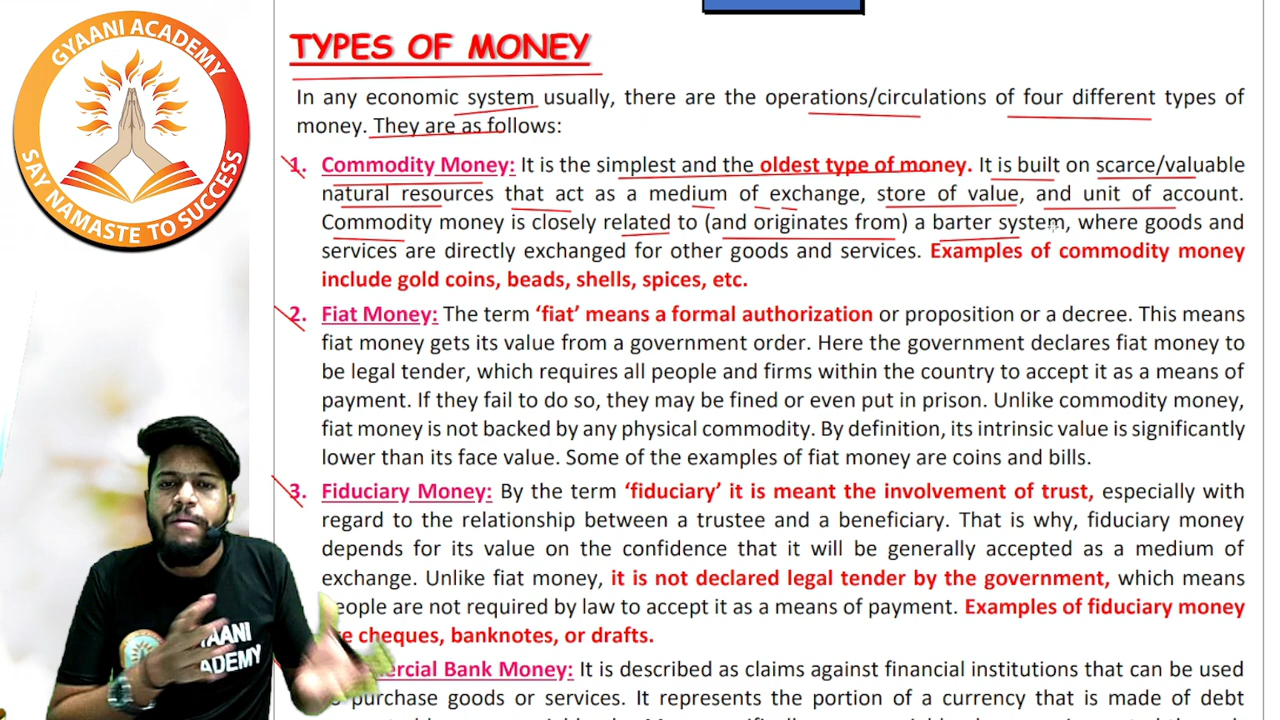 GYAANI ACADEMY
SAY NAMASTE TO SUCCESS
TYPES OF MONEY
In any economic system usually, there are the operations/circulations of four different types of
money. They are as follows:
1. Commodity Money: It is the simplest and the oldest type of money. It is built on scarce/valuable
natural resources that act as a medium of exchange, store of value, and unit of account.
Commodity money is closely related to (and originates from) a barter system, where goods and
services are directly exchanged for other goods and services. Examples of commodity money
include gold coins, beads, shells, spices, etc.
2. Fiat Money: The term ‘fiat’ means a formal authorization or proposition or a decree. This means
fiat money gets its value from a government order. Here the government declares fiat money to
be legal tender, which requires all people and firms within the country to accept it as a means of
payment. If they fail to do so, they may be fined or even put in prison. Unlike commodity money,
fiat money is not backed by any physical commodity. By definition, its intrinsic value is significantly
lower than its face value. Some of the examples of fiat money are coins and bills.
3. Fiduciary Money: By the term ‘fiduciary’ it is meant the involvement of trust, especially with
regard to the relationship between a trustee and a beneficiary. That is why, fiduciary money
depends for its value on the confidence that it will be generally accepted as a medium of
exchange. Unlike fiat money, it is not declared legal tender by the government, which means
eople are not required by law to accept it as a means of payment. Examples of fiduciary money
e cheques, banknotes, or drafts.
ercial Bank Money: It is described as claims against financial institutions that can be used
purchase goods or services. It represents the portion of a currency that is made of debt
YAANI
ADEMY